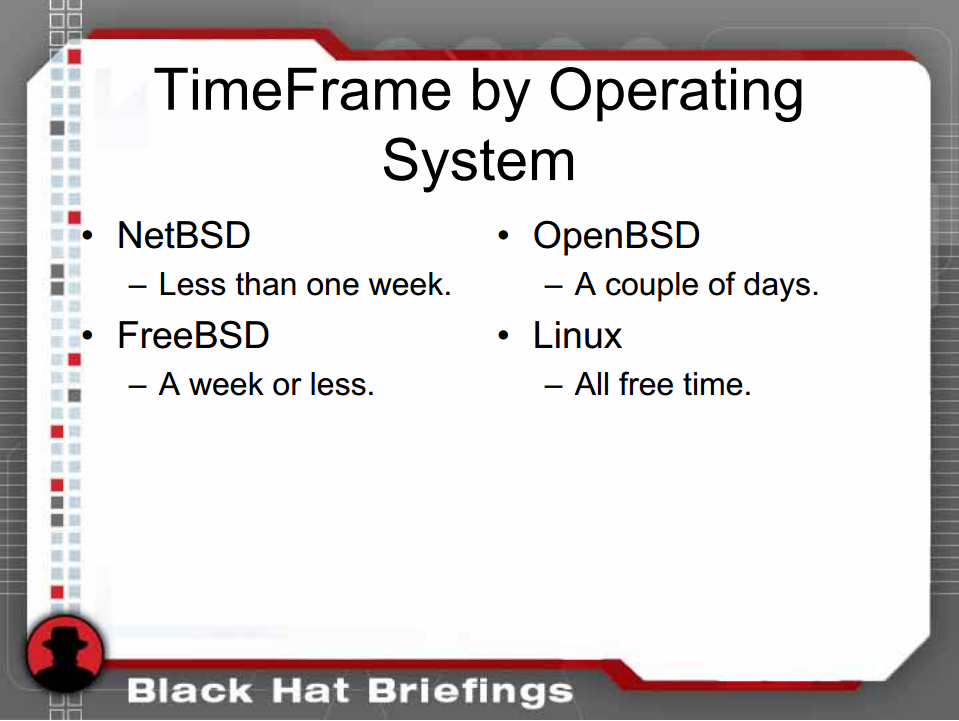 TimeFrame by Operating
System
• NetBSD
– Less than one week.
• FreeBSD
– A week or less.
• OpenBSD
– A couple of days.
• Linux
– All free time.
Black Hat Briefings